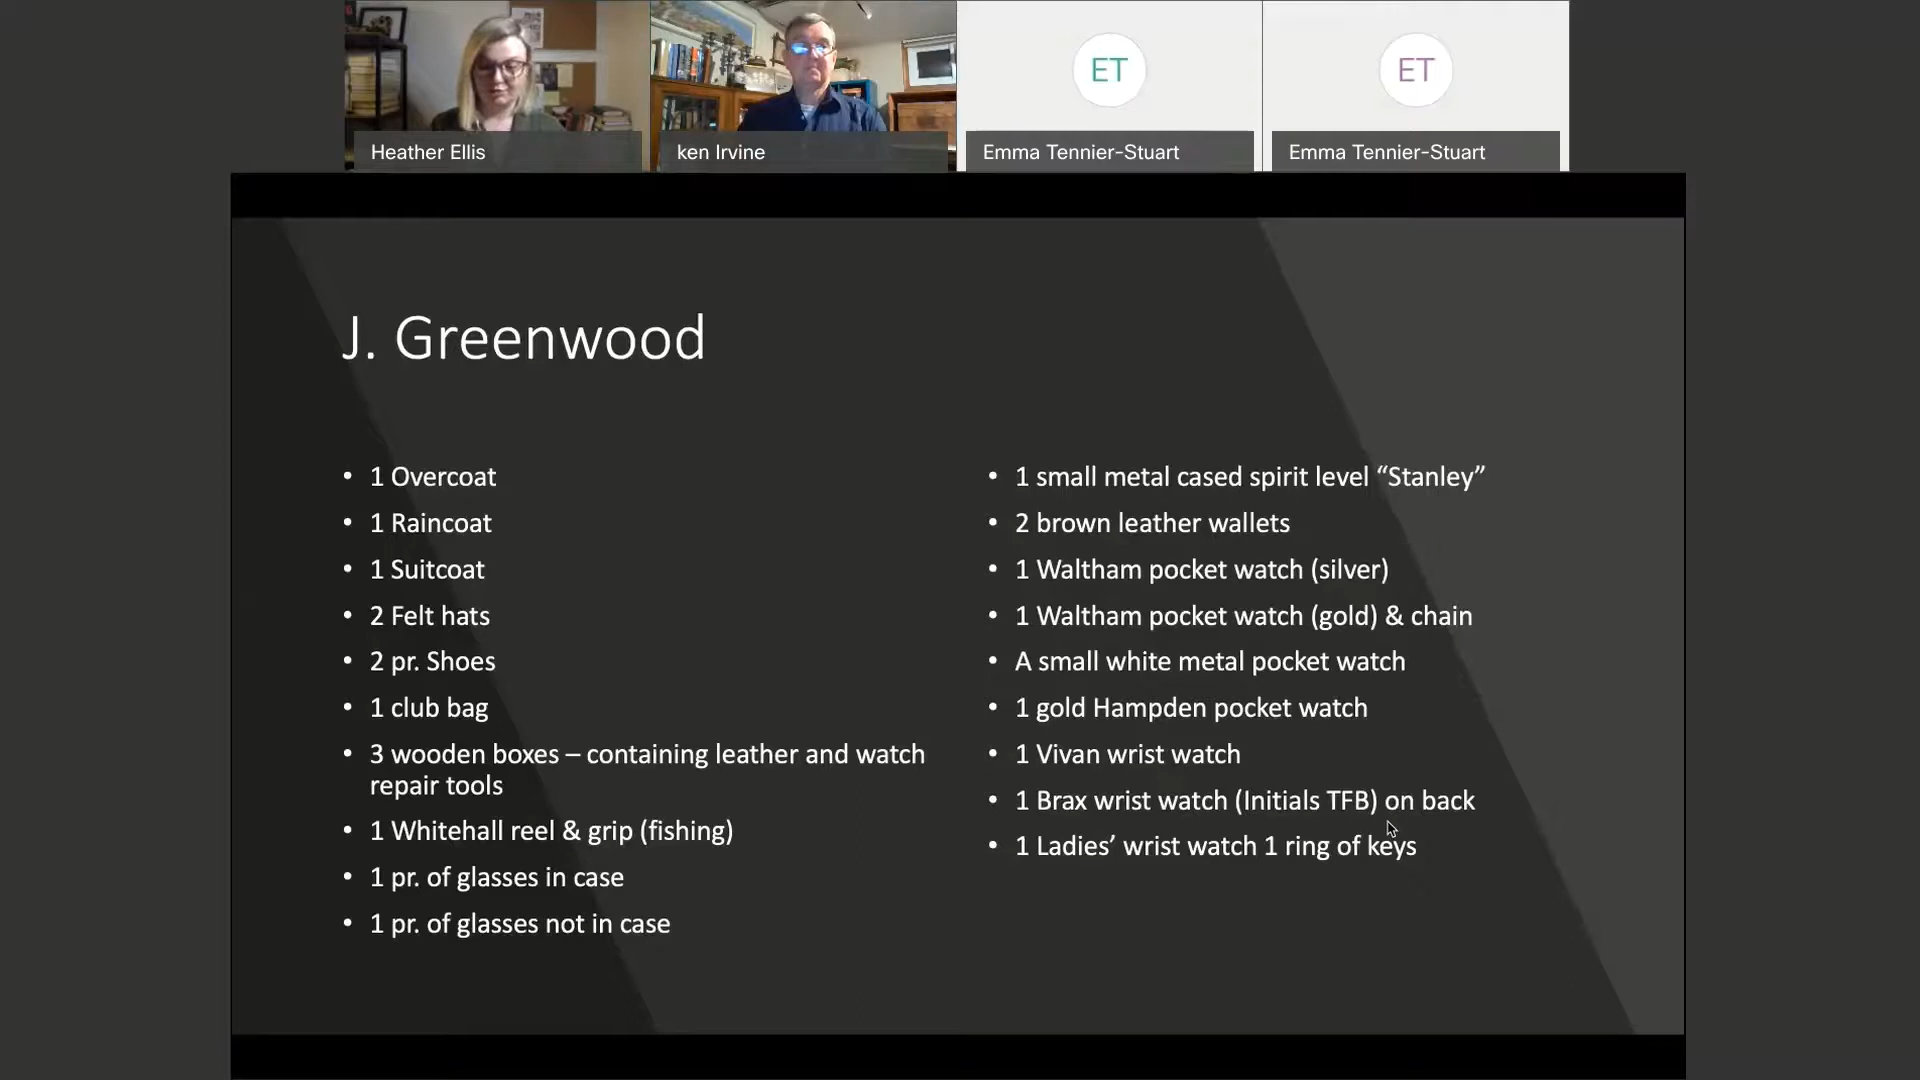 Heather Ellis
ken Irvine
ET
Emma Tennier-Stuart
ET
Emma Tennier-Stuart
J. Greenwood
• 1 Overcoat
• 1 Raincoat
• 1 Suitcoat
• 2 Felt hats
• 2 pr. Shoes
• 1 club bag
• 3 wooden boxes – containing leather and watch
repair tools
• 1 Whitehall reel & grip (fishing)
• 1 pr. of glasses in case
• 1 pr. of glasses not in case
• 1 small metal cased spirit level “Stanley”
• 2 brown leather wallets
• 1 Waltham pocket watch (silver)
• 1 Waltham pocket watch (gold) & chain
• A small white metal pocket watch
• 1 gold Hampden pocket watch
• 1 Vivan wrist watch
• 1 Brax wrist watch (Initials TFB) on back
• 1 Ladies’ wrist watch 1 ring of keys